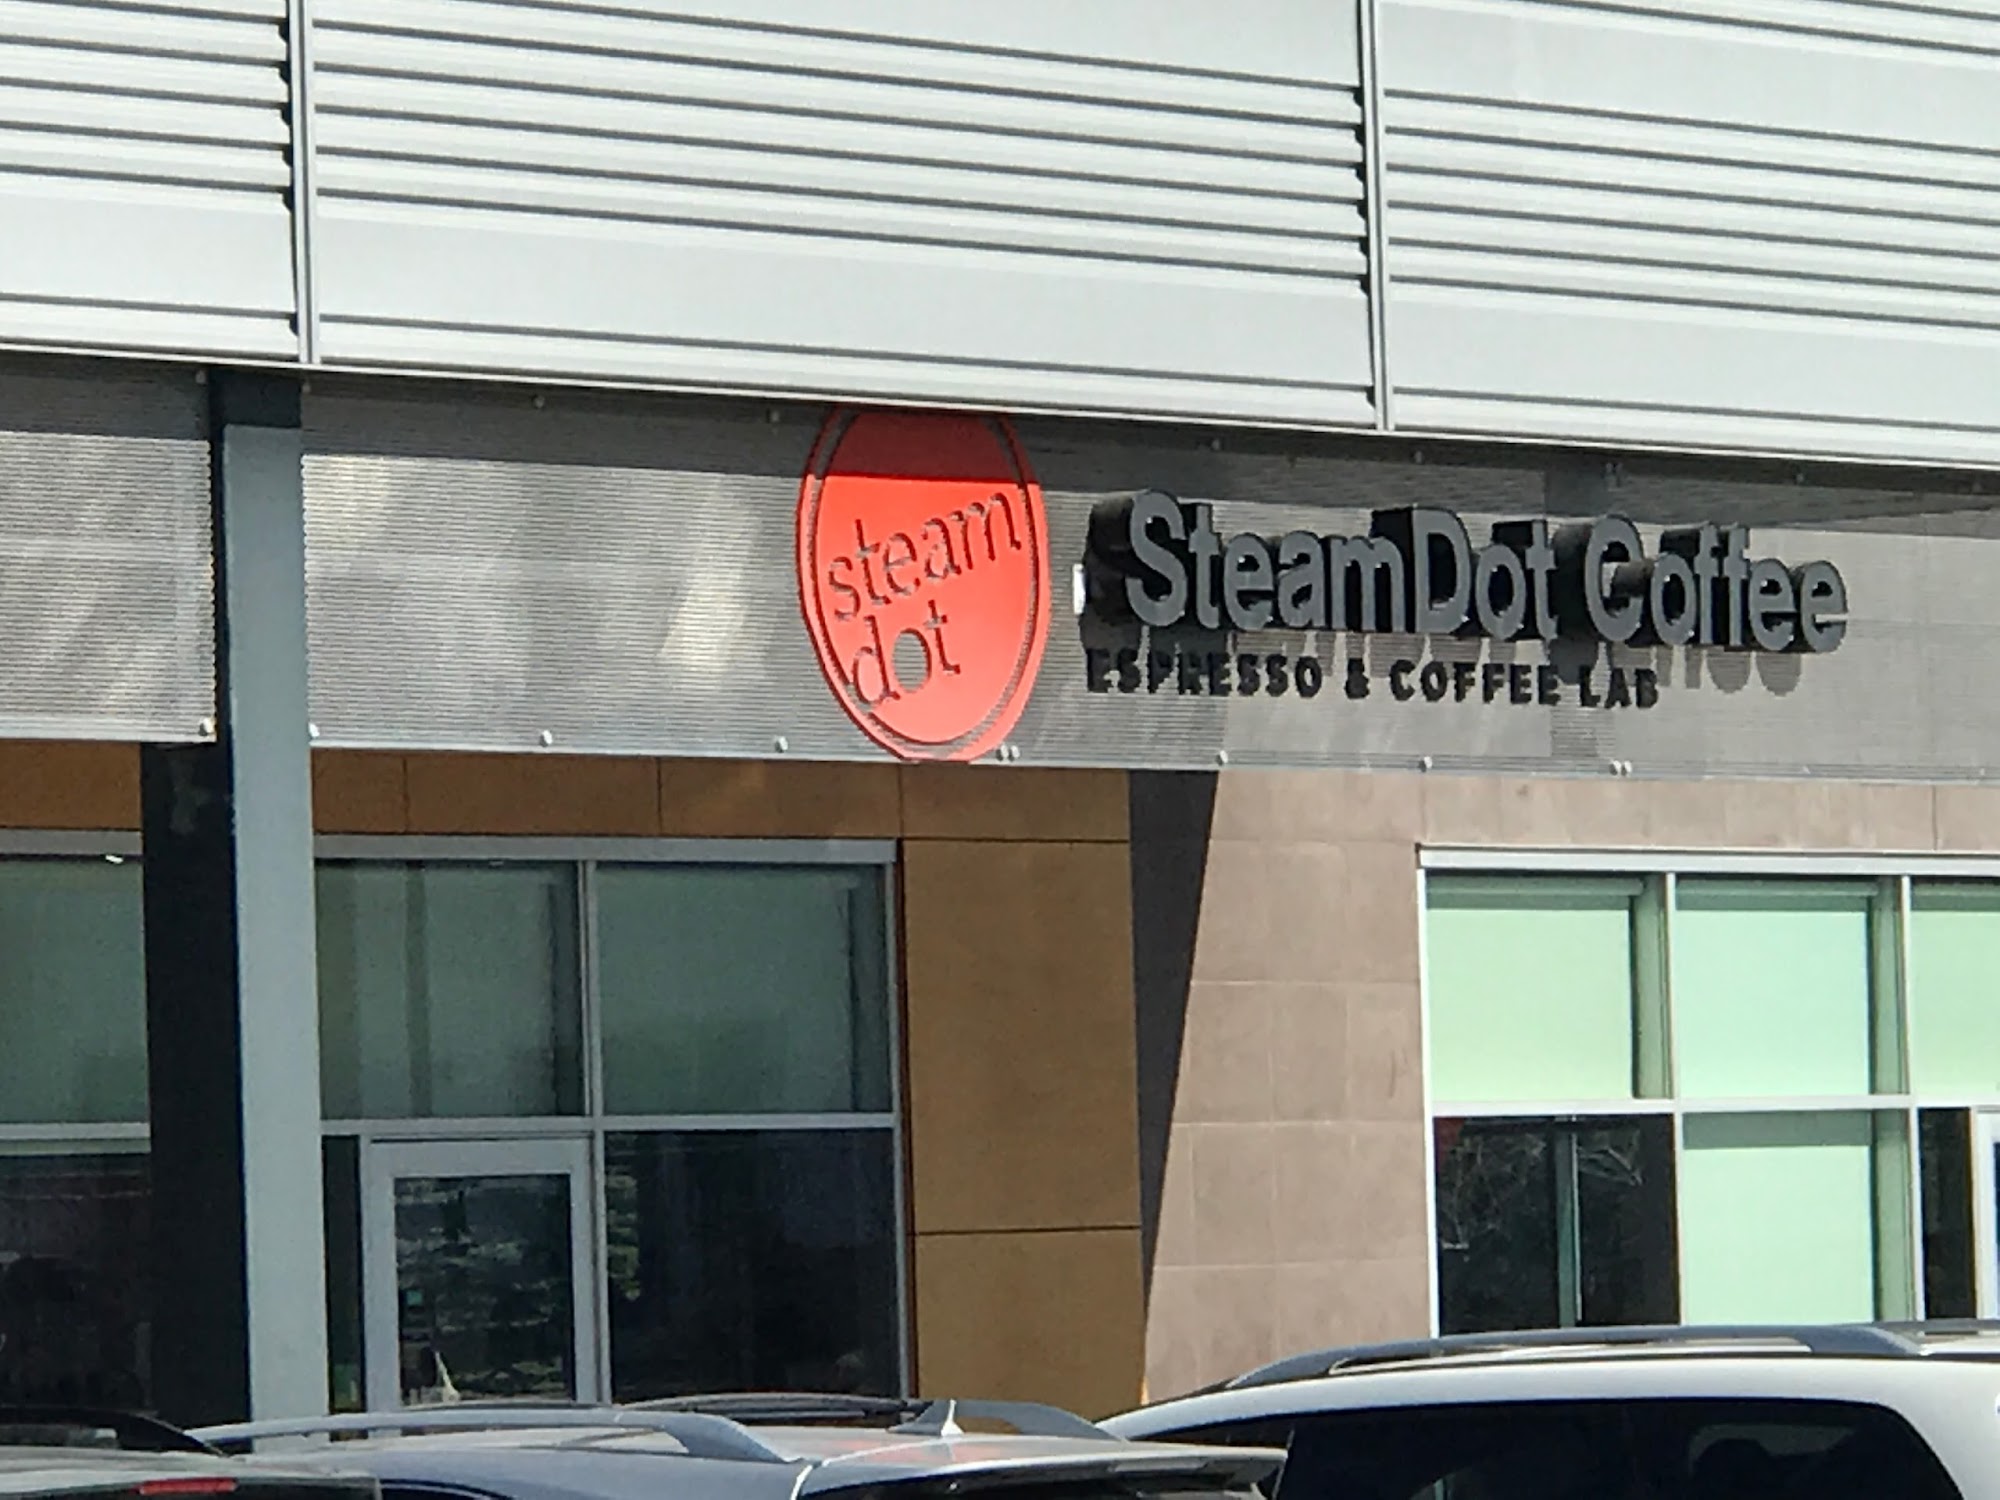 steam
dot
SteamDot Coffee
ESPRESSO & COFFEE LAB